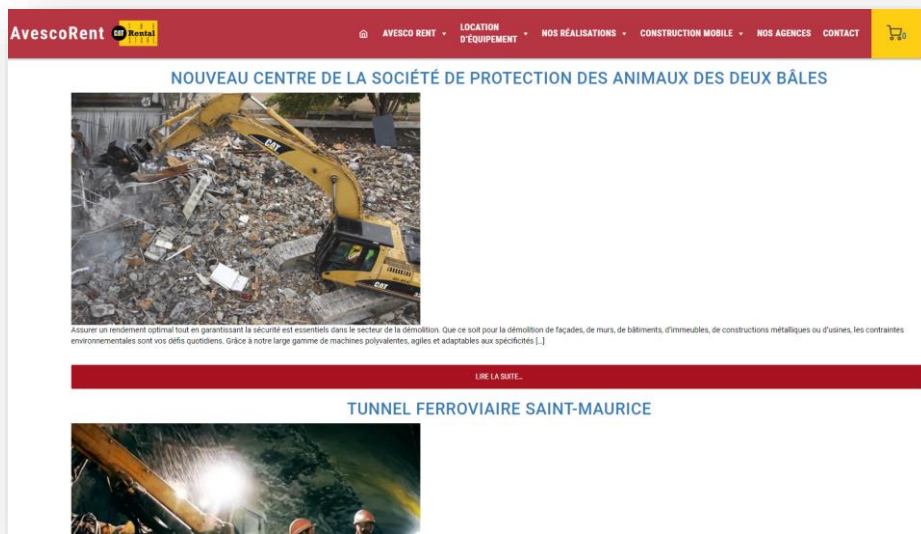 AvescoRent CAT THE Rental STORE
AVESCO RENT
LOCATION
D'ÉQUIPEMENT
NOS RÉALISATIONS
CONSTRUCTION MOBILE
NOS AGENCES
CONTACT
0
NOUVEAU CENTRE DE LA SOCIÉTÉ DE PROTECTION DES ANIMAUX DES DEUX BÂLES
CAT
CAT
Assurer un rendement optimal tout en garantissant la sécurité est essentiels dans le secteur de la démolition. Que ce soit pour la démolition de façades, de murs, de bâtiments, d'immeubles, de constructions métalliques ou d'usines, les contraintes
environnementales sont vos défis quotidiens. Grâce à notre large gamme de machines polyvalentes, agiles et adaptables aux spécificités [...]
LIRE LA SUITE...
TUNNEL FERROVIAIRE SAINT-MAURICE